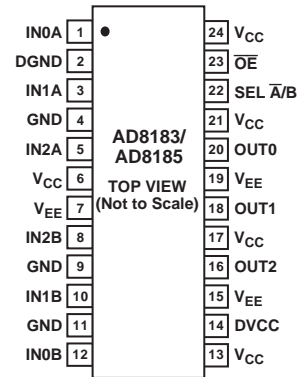 IN0A 1 24 VCC
DGND 2 23 OE
IN1A 3 22 SEL A/B
GND 4 21 VCC
IN2A 5 AD8183/ 20 OUT0
AD8185
VCC 6 TOP VIEW 19 VEE
VEE 7 (Not to Scale) 18 OUT1
IN2B 8 17 VCC
GND 9 16 OUT2
IN1B 10 15 VEE
GND 11 14 DVCC
IN0B 12 13 VCC